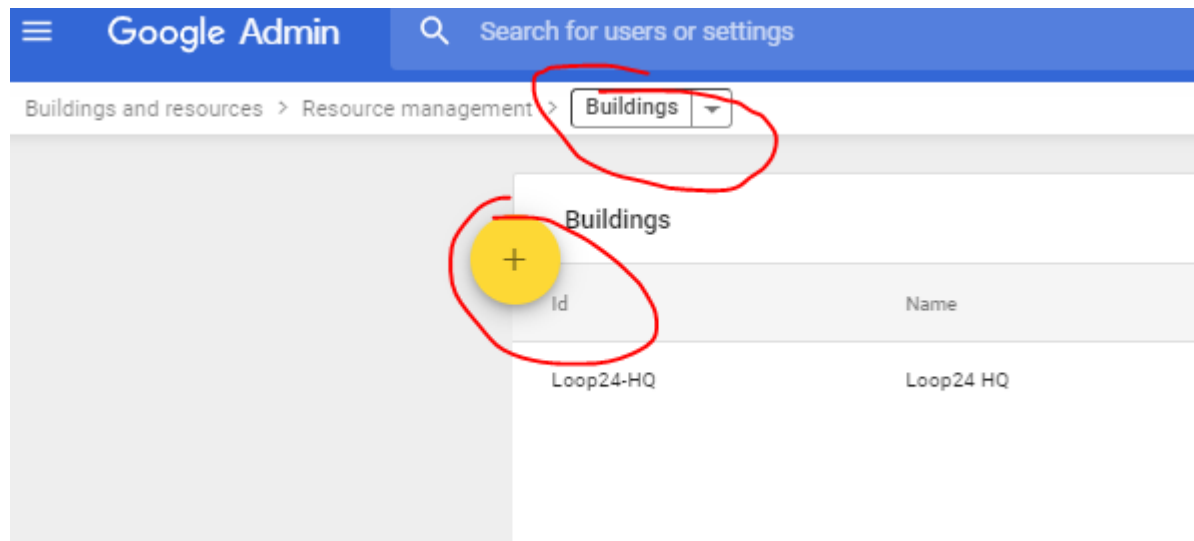 Google Admin Search for users or settings
Buildings and resources > Resource management > Buildings
Buildings
Id Name
Loop24-HQ Loop24 HQ